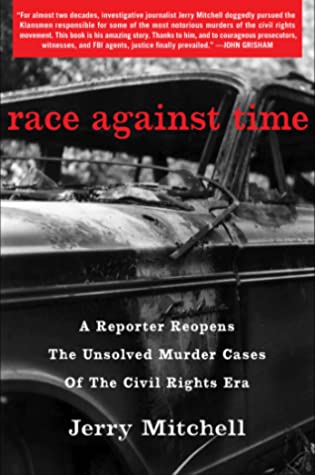 "For almost two decades, investigative journalist Jerry Mitchell doggedly pursued the
Klansmen responsible for some of the most notorious murders of the civil rights
movement. This book is his amazing story. Thanks to him, and to courageous prosecutors,
witnesses, and FBI agents, justice finally prevailed." —JOHN GRISHAM
race against time
A Reporter Reopens
The Unsolved Murder Cases
Of The Civil Rights Era
Jerry Mitchell